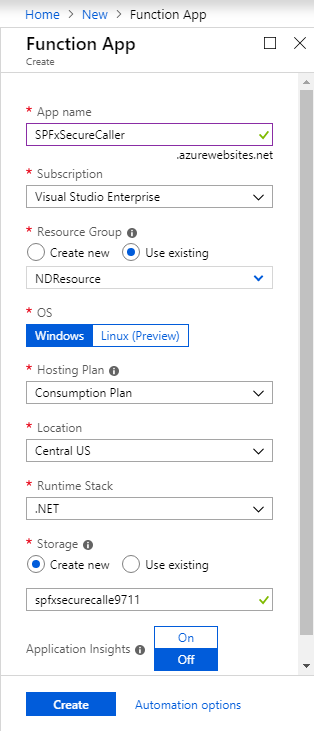 Home > New > Function App
Function App
Create
* App name
SPFxSecureCaller
.azurewebsites.net
* Subscription
Visual Studio Enterprise
* Resource Group
Create new Use existing
NDResource
* OS
Windows Linux (Preview)
* Hosting Plan
Consumption Plan
* Location
Central US
* Runtime Stack
.NET
* Storage
Create new Use existing
spfxsecurecalle9711
On
Application Insights
Off
Create Automation options